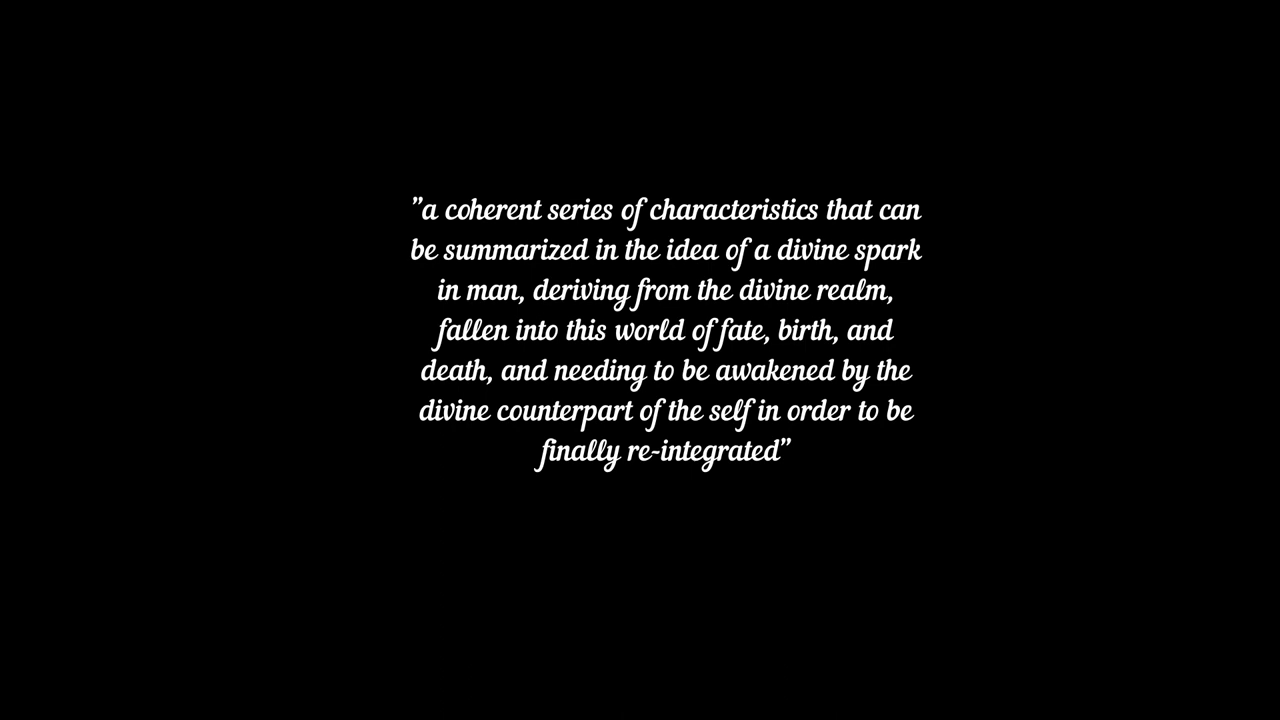 "a coherent series of characteristics that can
be summarized in the idea of a divine spark
in man, deriving from the divine realm,
fallen into this world of fate, birth, and
death, and needing to be awakened by the
divine counterpart of the self in order to be
finally re-integrated"